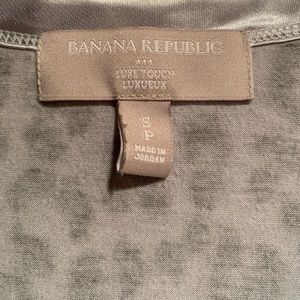 BANANA REPUBLIC
LUXE TOUCH
LUXUEUX
S
P
MADE IN
JORDAN